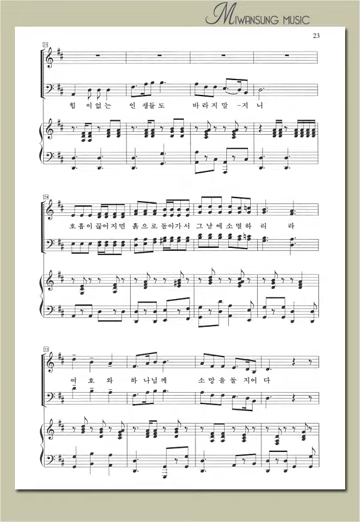 MIWANSUNG MUSIC
23
힘 이없는 인 생들도 바라지말 -지 니
호흡이끊어지면 흙으로돌아가서 그날에소멸하 리 라
여 호 와 하 나님께 소 망을둘 지어 다